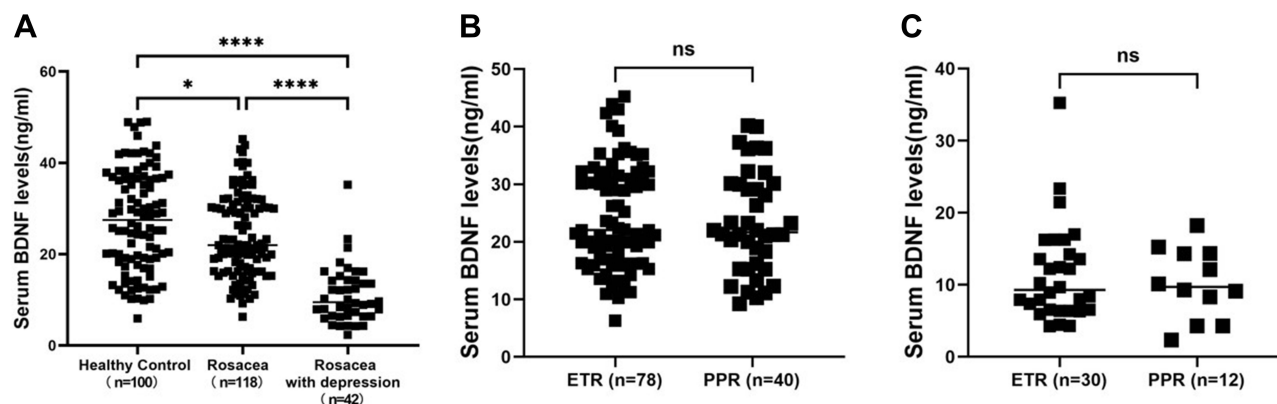 A
****
*
****
Serum BDNF levels(ng/ml)
60
40
20
0
Healthy Control
(n=100)
Rosacea
(n=118)
Rosacea
with depression
(n=42)
B
ns
Serum BDNF levels(ng/ml)
50
40
30
20
10
0
ETR (n=78)
PPR (n=40)
C
ns
Serum BDNF levels(ng/ml)
40
30
20
10
0
ETR (n=30)
PPR (n=12)